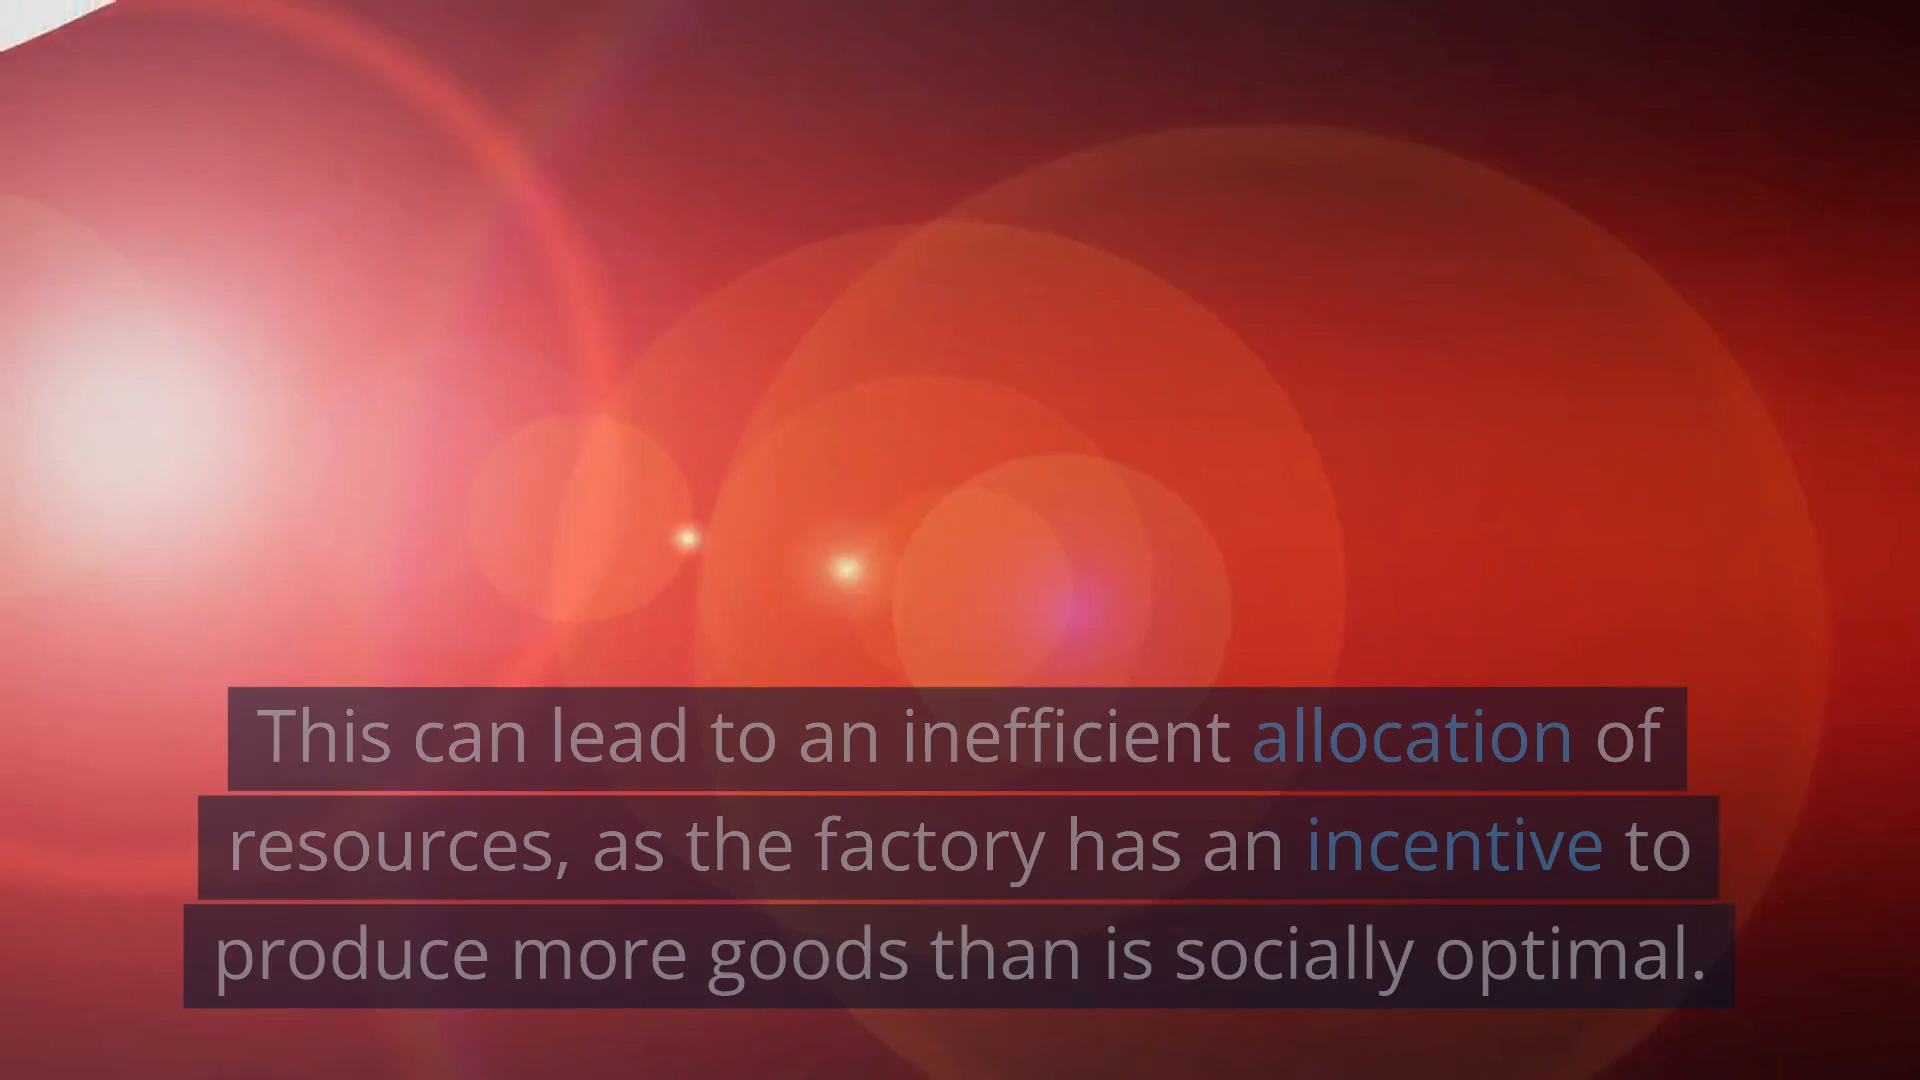 This can lead to an inefficient allocation of
resources, as the factory has an incentive to
produce more goods than is socially optimal.